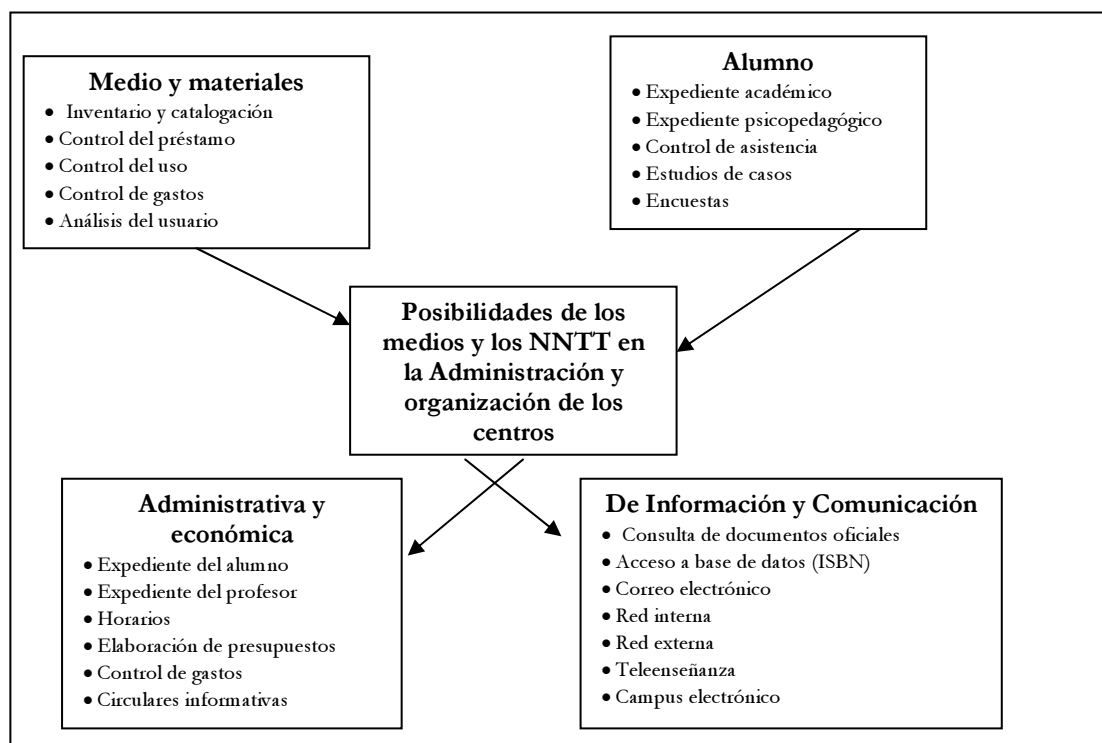 Medio y materiales
• Inventario y catalogación
• Control del préstamo
• Control del uso
• Control de gastos
• Análisis del usuario
Alumno
• Expediente académico
• Expediente psicopedagógico
• Control de asistencia
• Estudios de casos
• Encuestas
Posibilidades de los
medios y los NNTT en
la Administración y
organización de los
centros
Administrativa y
económica
• Expediente del alumno
• Expediente del profesor
• Horarios
• Elaboración de presupuestos
• Control de gastos
• Circulares informativas
De Información y Comunicación
• Consulta de documentos oficiales
• Acceso a base de datos (ISBN)
• Correo electrónico
• Red interna
• Red externa
• Teleenseñanza
• Campus electrónico